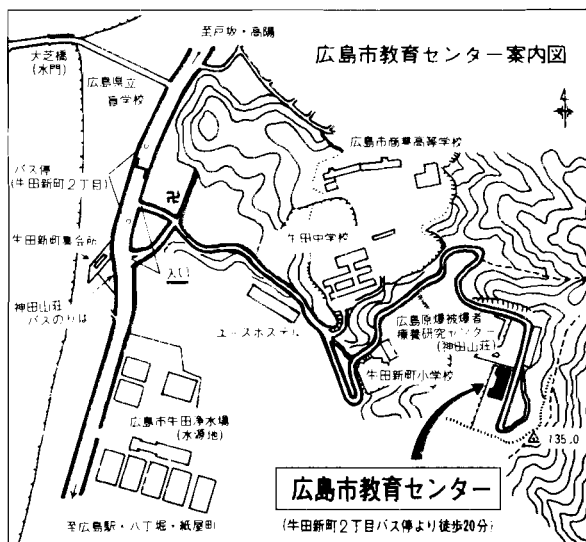 至戸坂・高陽
広島市教育センター案内図
大芝橋
(水門)
広島県立
盲学校
4
広島市商業高等学校
バス停
(牛田新町2丁目)
卍
牛田中学校
牛田新町集会所
入口
神田山荘
バスのりば
ユースホステル
広島原爆被爆者
療養研究センター
(神田山荘)
牛田新町小学校
広島市牛田浄水場
(水源地)
135.0
広島市教育センター
(牛田新町2丁目バス停より徒歩20分)
至広島駅・八丁堀・紙屋町